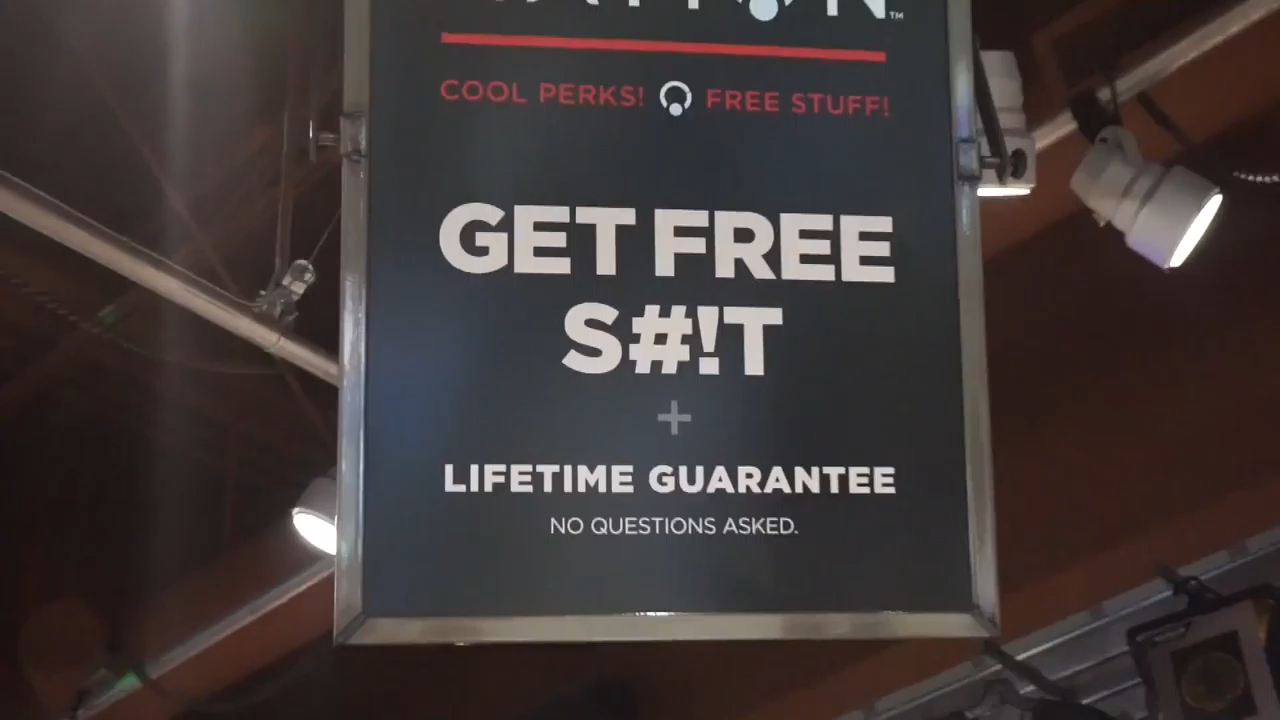 COOL PERKS! FREE STUFF!
GET FREE
S#!T
+
LIFETIME GUARANTEE
NO QUESTIONS ASKED.